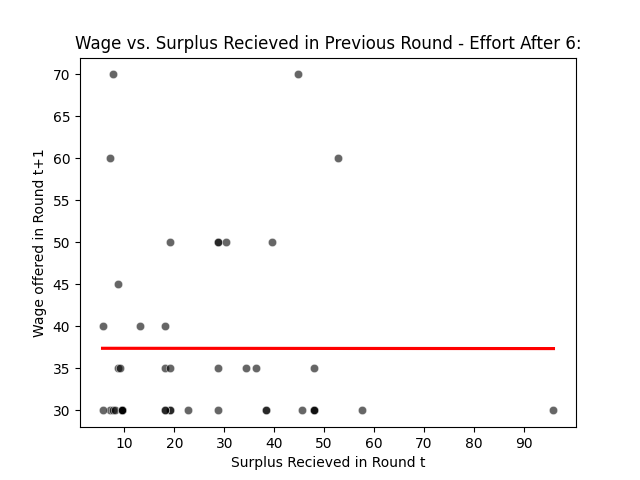 Wage vs. Surplus Recieved in Previous Round - Effort After 6:
70
65
60
55
50
45
40
35
30
Wage offered in Round t+1
10 20 30 40 50 60 70 80 90
Surplus Recieved in Round t